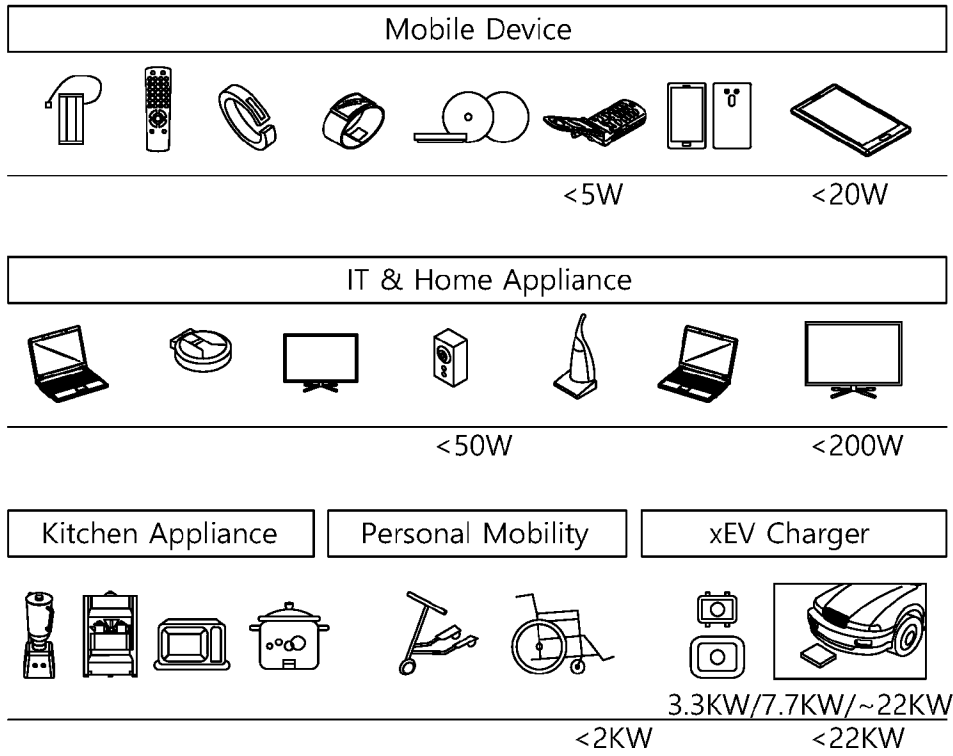 Mobile Device
<5W <20W
IT & Home Appliance
<50W <200W
Kitchen Appliance Personal Mobility xEV Charger
3.3KW/7.7KW/~22KW
<2KW <22KW